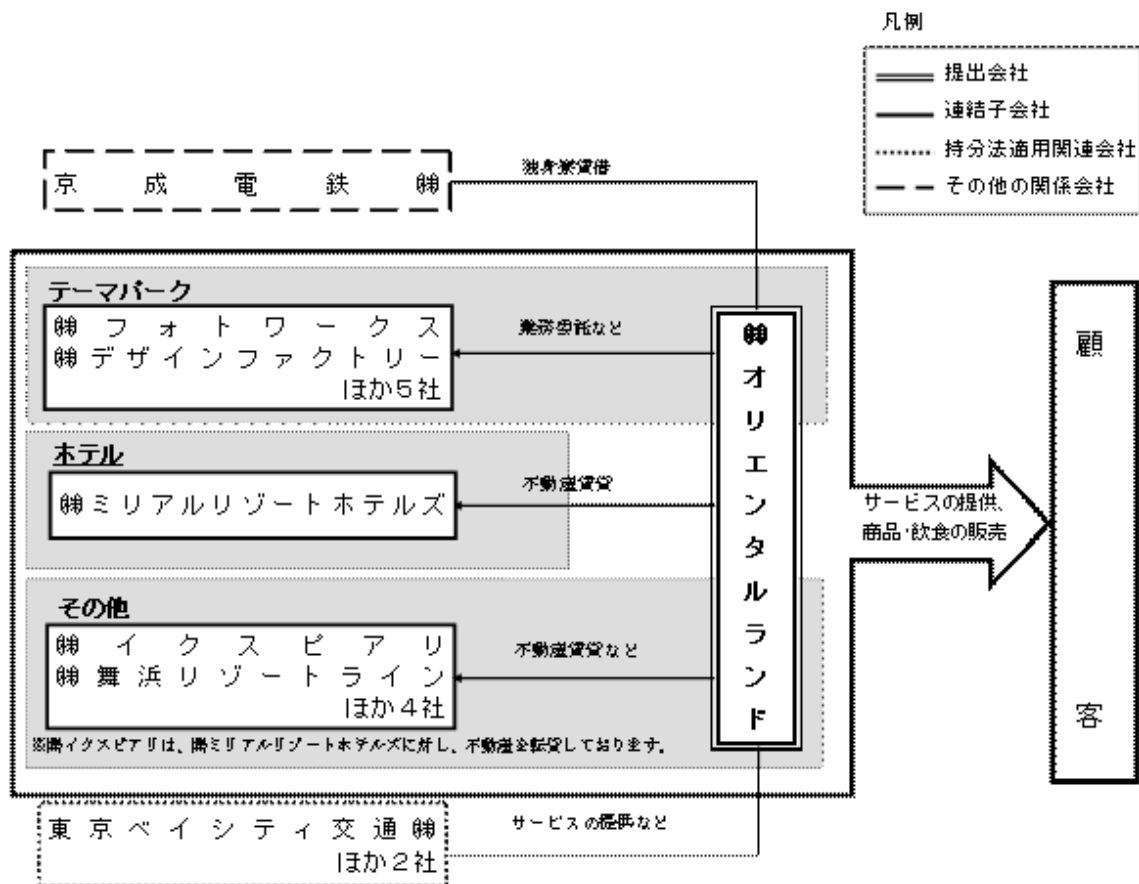 凡例
提出会社
連結子会社
持分法適用関連会社
その他の関係会社
京成電鉄㈱
独身寮賃借
テーマパーク
㈱フォトワークス
㈱デザインファクトリー
ほか5社
業務委託など
㈱オリエンタルランド
ホテル
㈱ミリアルリゾートホテルズ
不動産賃貸
サービスの提供、
商品・飲食の販売
顧客
その他
㈱イクスピアリ
㈱舞浜リゾートライン
ほか4社
不動産賃貸など
※㈱イクスピアリは、㈱ミリアルリゾートホテルズに対し、不動産を転貸しております。
東京ベイシティ交通㈱
ほか2社
サービスの提供など